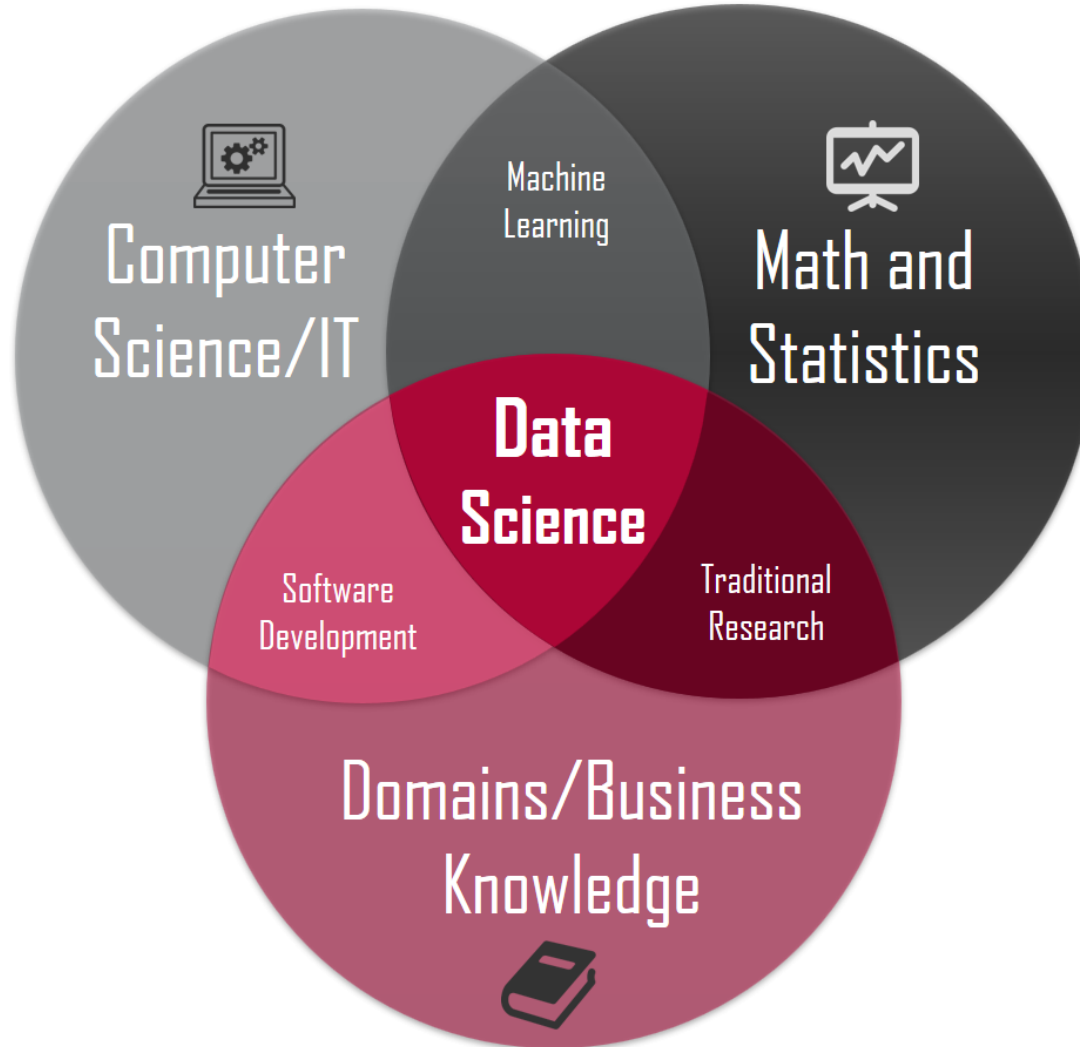 Machine
Learning
Computer
Science/IT
Math and
Statistics
Data
Science
Software
Development
Traditional
Research
Domains/Business
Knowledge